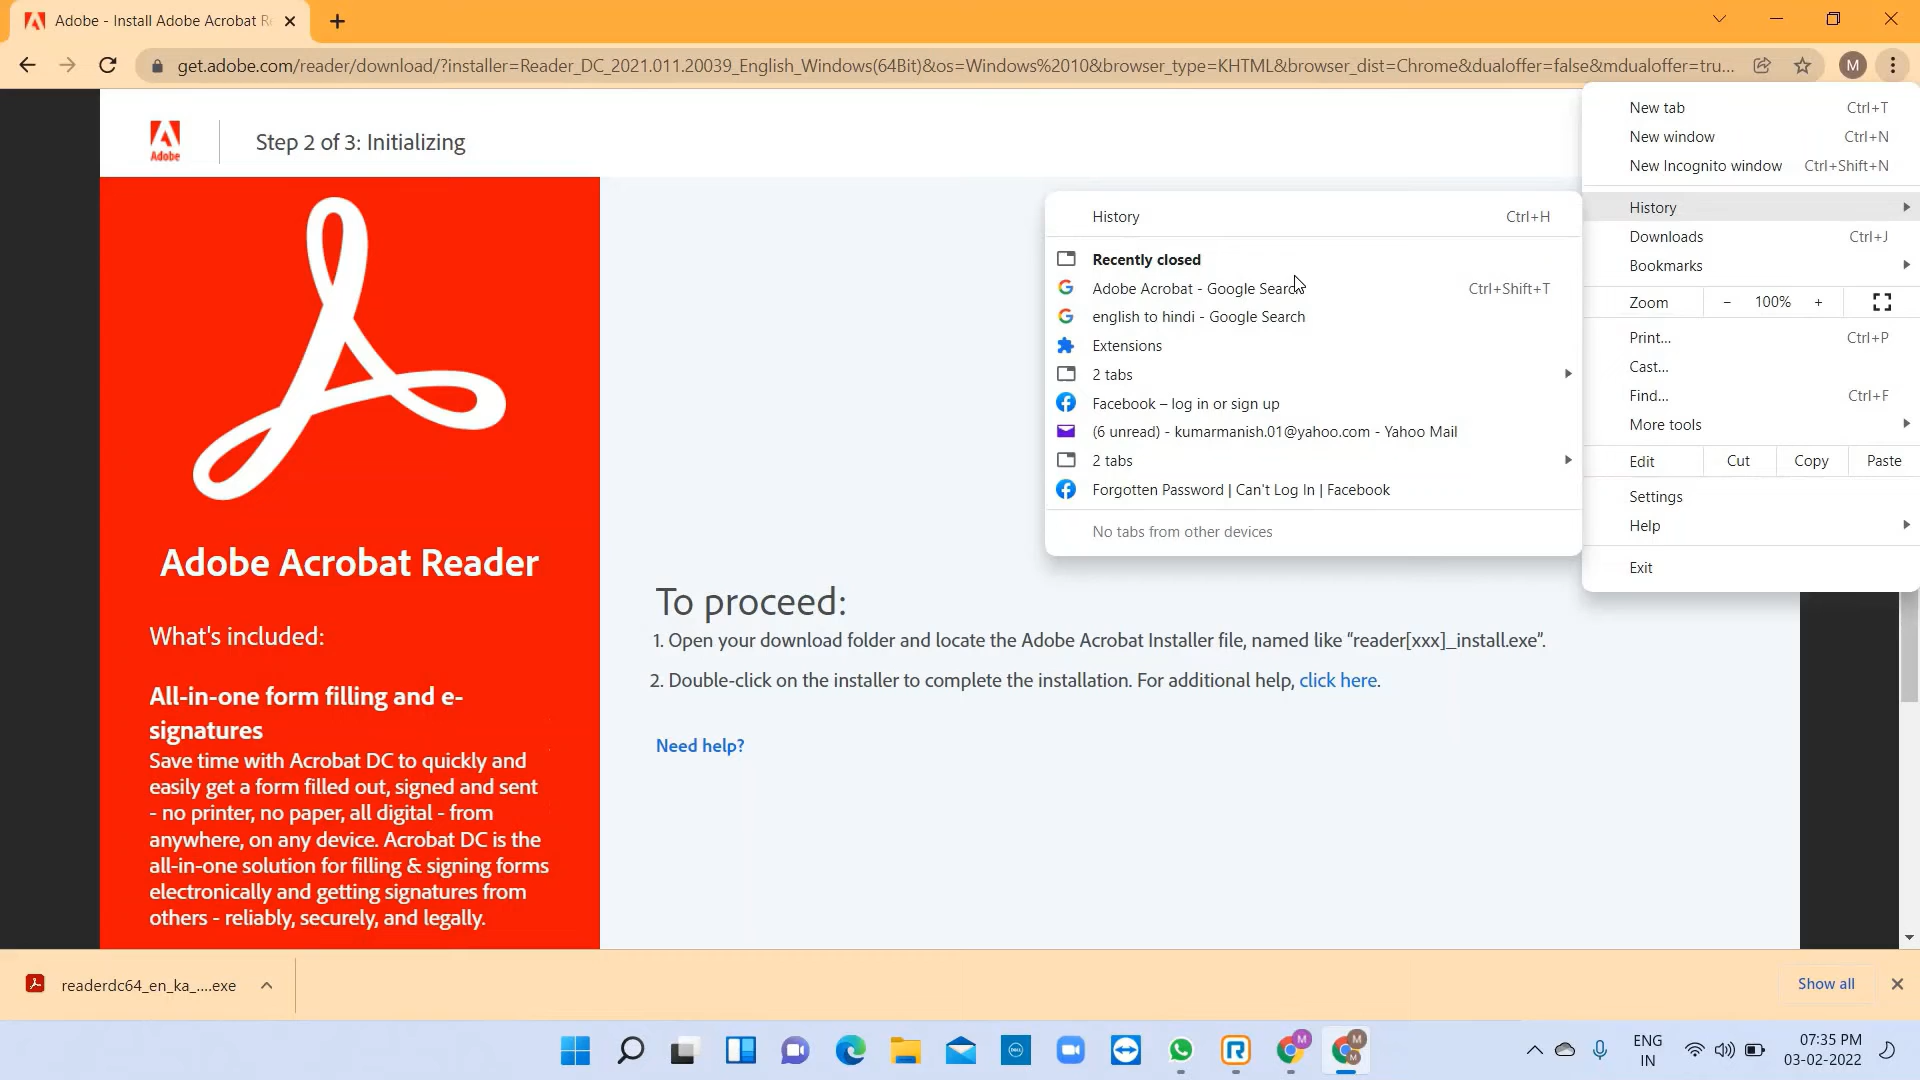 Adobe - Install Adobe Acrobat R
get.adobe.com/reader/download/?installer=Reader_DC_2021.011.20039_English_Windows(64Bit)&os=Windows%2010&browser_type=KHTML&browser_dist=Chrome&dualoffer=false&mdualoffer=tru...
M
Adobe
Step 2 of 3: Initializing
New tab Ctrl+T
New window Ctrl+N
New Incognito window Ctrl+Shift+N
History
Downloads Ctrl+J
Bookmarks
Zoom - 100% +
Print... Ctrl+P
Cast...
Find... Ctrl+F
More tools
Edit Cut Copy Paste
Settings
Help
Exit
History Ctrl+H
Recently closed
Adobe Acrobat - Google Search Ctrl+Shift+T
english to hindi - Google Search
Extensions
2 tabs
Facebook – log in or sign up
(6 unread) - kumarmanish.01@yahoo.com - Yahoo Mail
2 tabs
Forgotten Password | Can't Log In | Facebook
No tabs from other devices
Adobe Acrobat Reader
What's included:
All-in-one form filling and e-
signatures
Save time with Acrobat DC to quickly and
easily get a form filled out, signed and sent
- no printer, no paper, all digital - from
anywhere, on any device. Acrobat DC is the
all-in-one solution for filling & signing forms
electronically and getting signatures from
others - reliably, securely, and legally.
To proceed:
1. Open your download folder and locate the Adobe Acrobat Installer file, named like “reader[xxx]_install.exe”.
2. Double-click on the installer to complete the installation. For additional help, click here.
Need help?
readerdc64_en_ka_....exe
Show all
DELL
R
M
M
M
ENG
IN
07:35 PM
03-02-2022